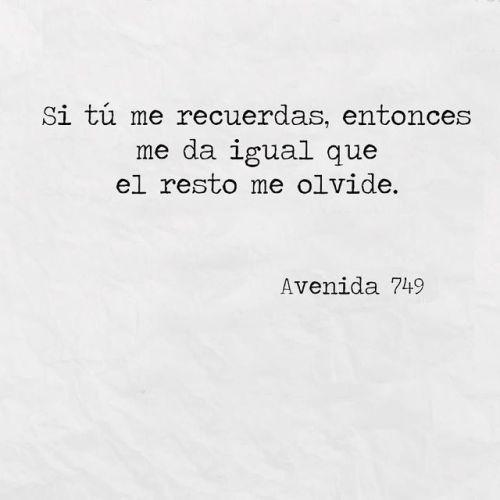 Si tú me recuerdas, entonces
me da igual que
el resto me olvide.
Avenida 749